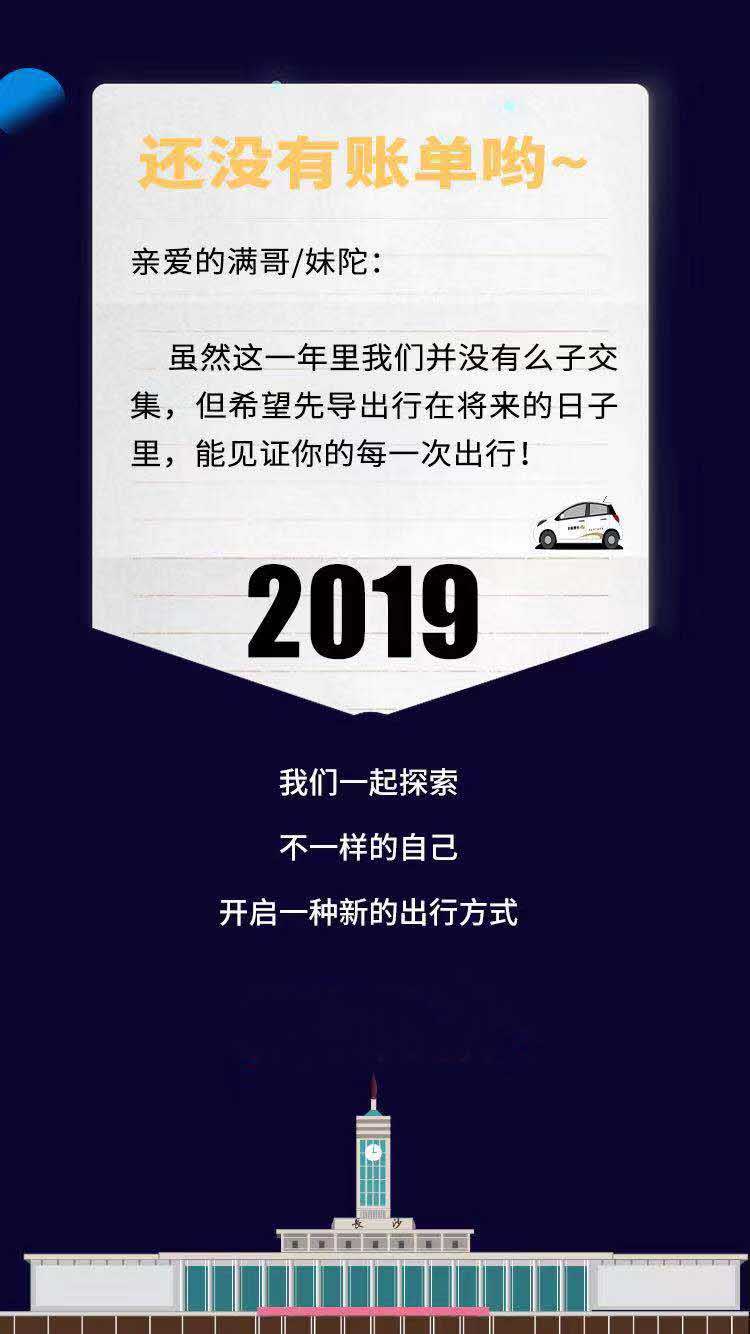 还没有账单哟~
亲爱的满哥/妹陀：
虽然这一年里我们并没有么子交
集，但希望先导出行在将来的日子
里，能见证你的每一次出行！
2019
我们一起探索
不一样的自己
开启一种新的出行方式
長 沙